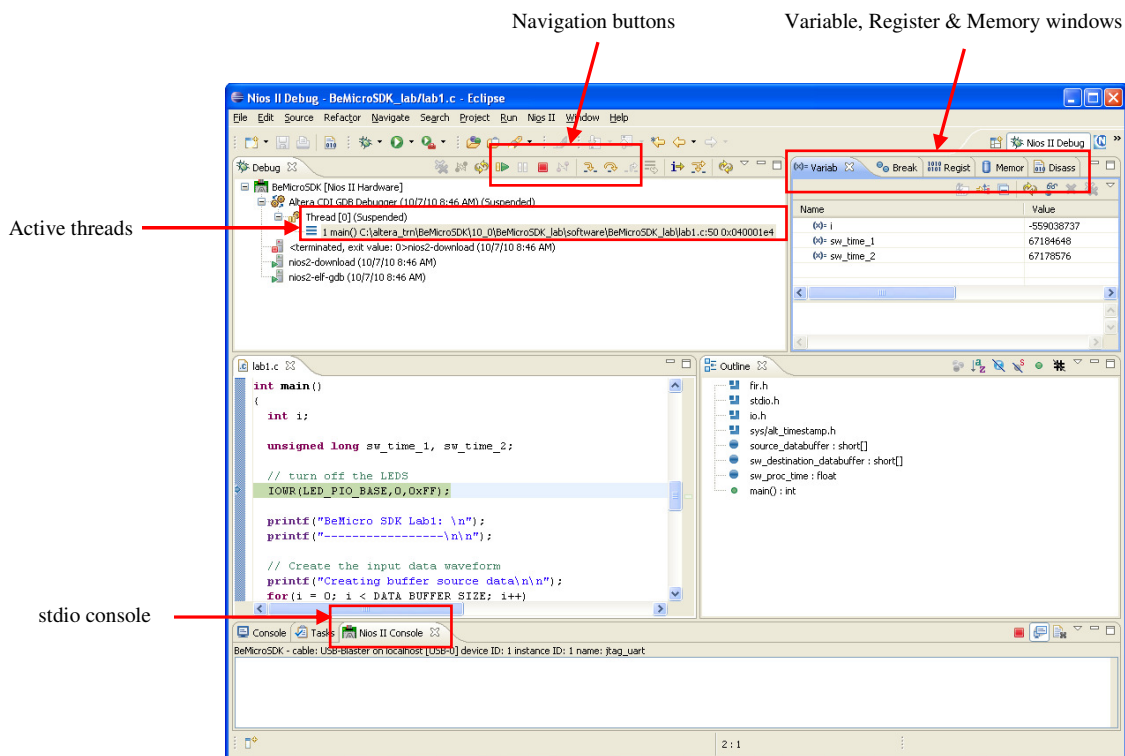 Navigation buttons
Variable, Register & Memory windows
Nios II Debug - BeMicroSDK_lab/lab1.c - Eclipse
File Edit Source Refactor Navigate Search Project Run Nios II Window Help
Nios II Debug
Debug
Variab Break Regist Memor Disass
BeMicroSDK [Nios II Hardware]
Altera CDI GDB Debugger (10/7/10 8:46 AM) (Suspended)
Thread [0] (Suspended)
Active threads
1 main() C:\altera_trn\BeMicroSDK\10_0\BeMicroSDK_lab\software\BeMicroSDK_lab\lab1.c:50 0x040001e4
<terminated, exit value: 0>nios2-download (10/7/10 8:46 AM)
nios2-download (10/7/10 8:46 AM)
nios2-elf-gdb (10/7/10 8:46 AM)
Name Value
i -559038737
sw_time_1 67184648
sw_time_2 67178576
lab1.c
int main()
{
int i;
unsigned long sw_time_1, sw_time_2;
// turn off the LEDS
IOWR(LED_PIO_BASE,0,0xFF);
printf("BeMicro SDK Lab1: \n");
printf("-----------------\n\n");
// Create the input data waveform
printf("Creating buffer source data\n\n");
for(i = 0; i < DATA_BUFFER_SIZE; i++)
Outline
fir.h
stdio.h
io.h
sys/alt_timestamp.h
source_databuffer : short[]
sw_destination_databuffer : short[]
sw_proc_time : float
main() : int
stdio console
Console Tasks Nios II Console
BeMicroSDK - cable: USB-Blaster on localhost [USB-0] device ID: 1 instance ID: 1 name: jtag_uart
2 : 1